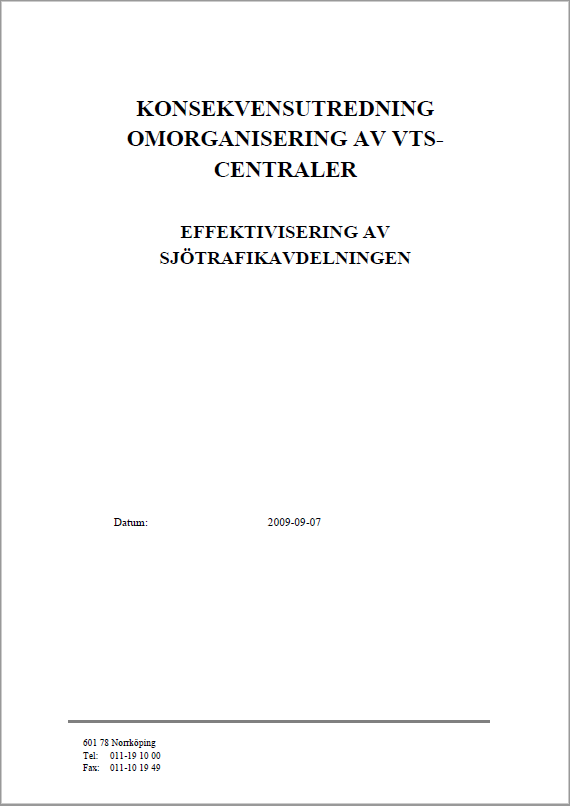 KONSEKVENSUTREDNING
OMORGANISERING AV VTS-
CENTRALER
EFFEKTIVISERING AV
SJÖTRAFIKAVDELNINGEN
Datum: 2009-09-07
601 78 Norrköping
Tel: 011-19 10 00
Fax: 011-10 19 49